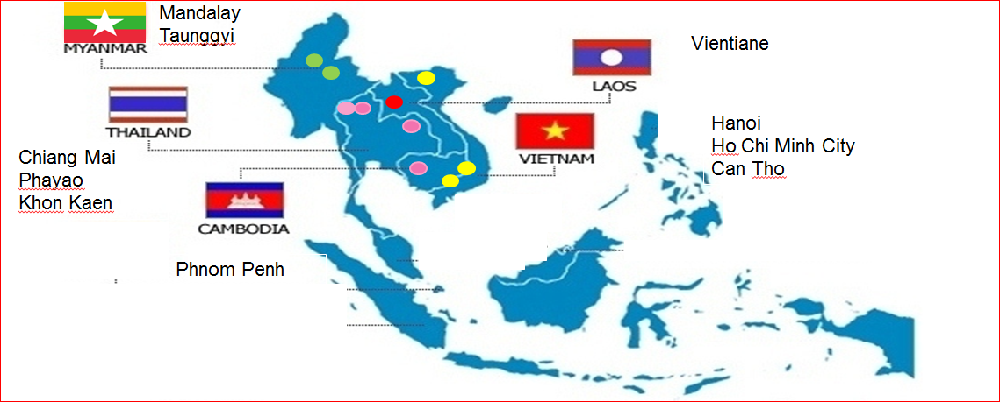 Mandalay
Taunggyi
MYANMAR
Vientiane
LAOS
THAILAND
Hanoi
Ho Chi Minh City
Can Tho
VIETNAM
Chiang Mai
Phayao
Khon Kaen
CAMBODIA
Phnom Penh